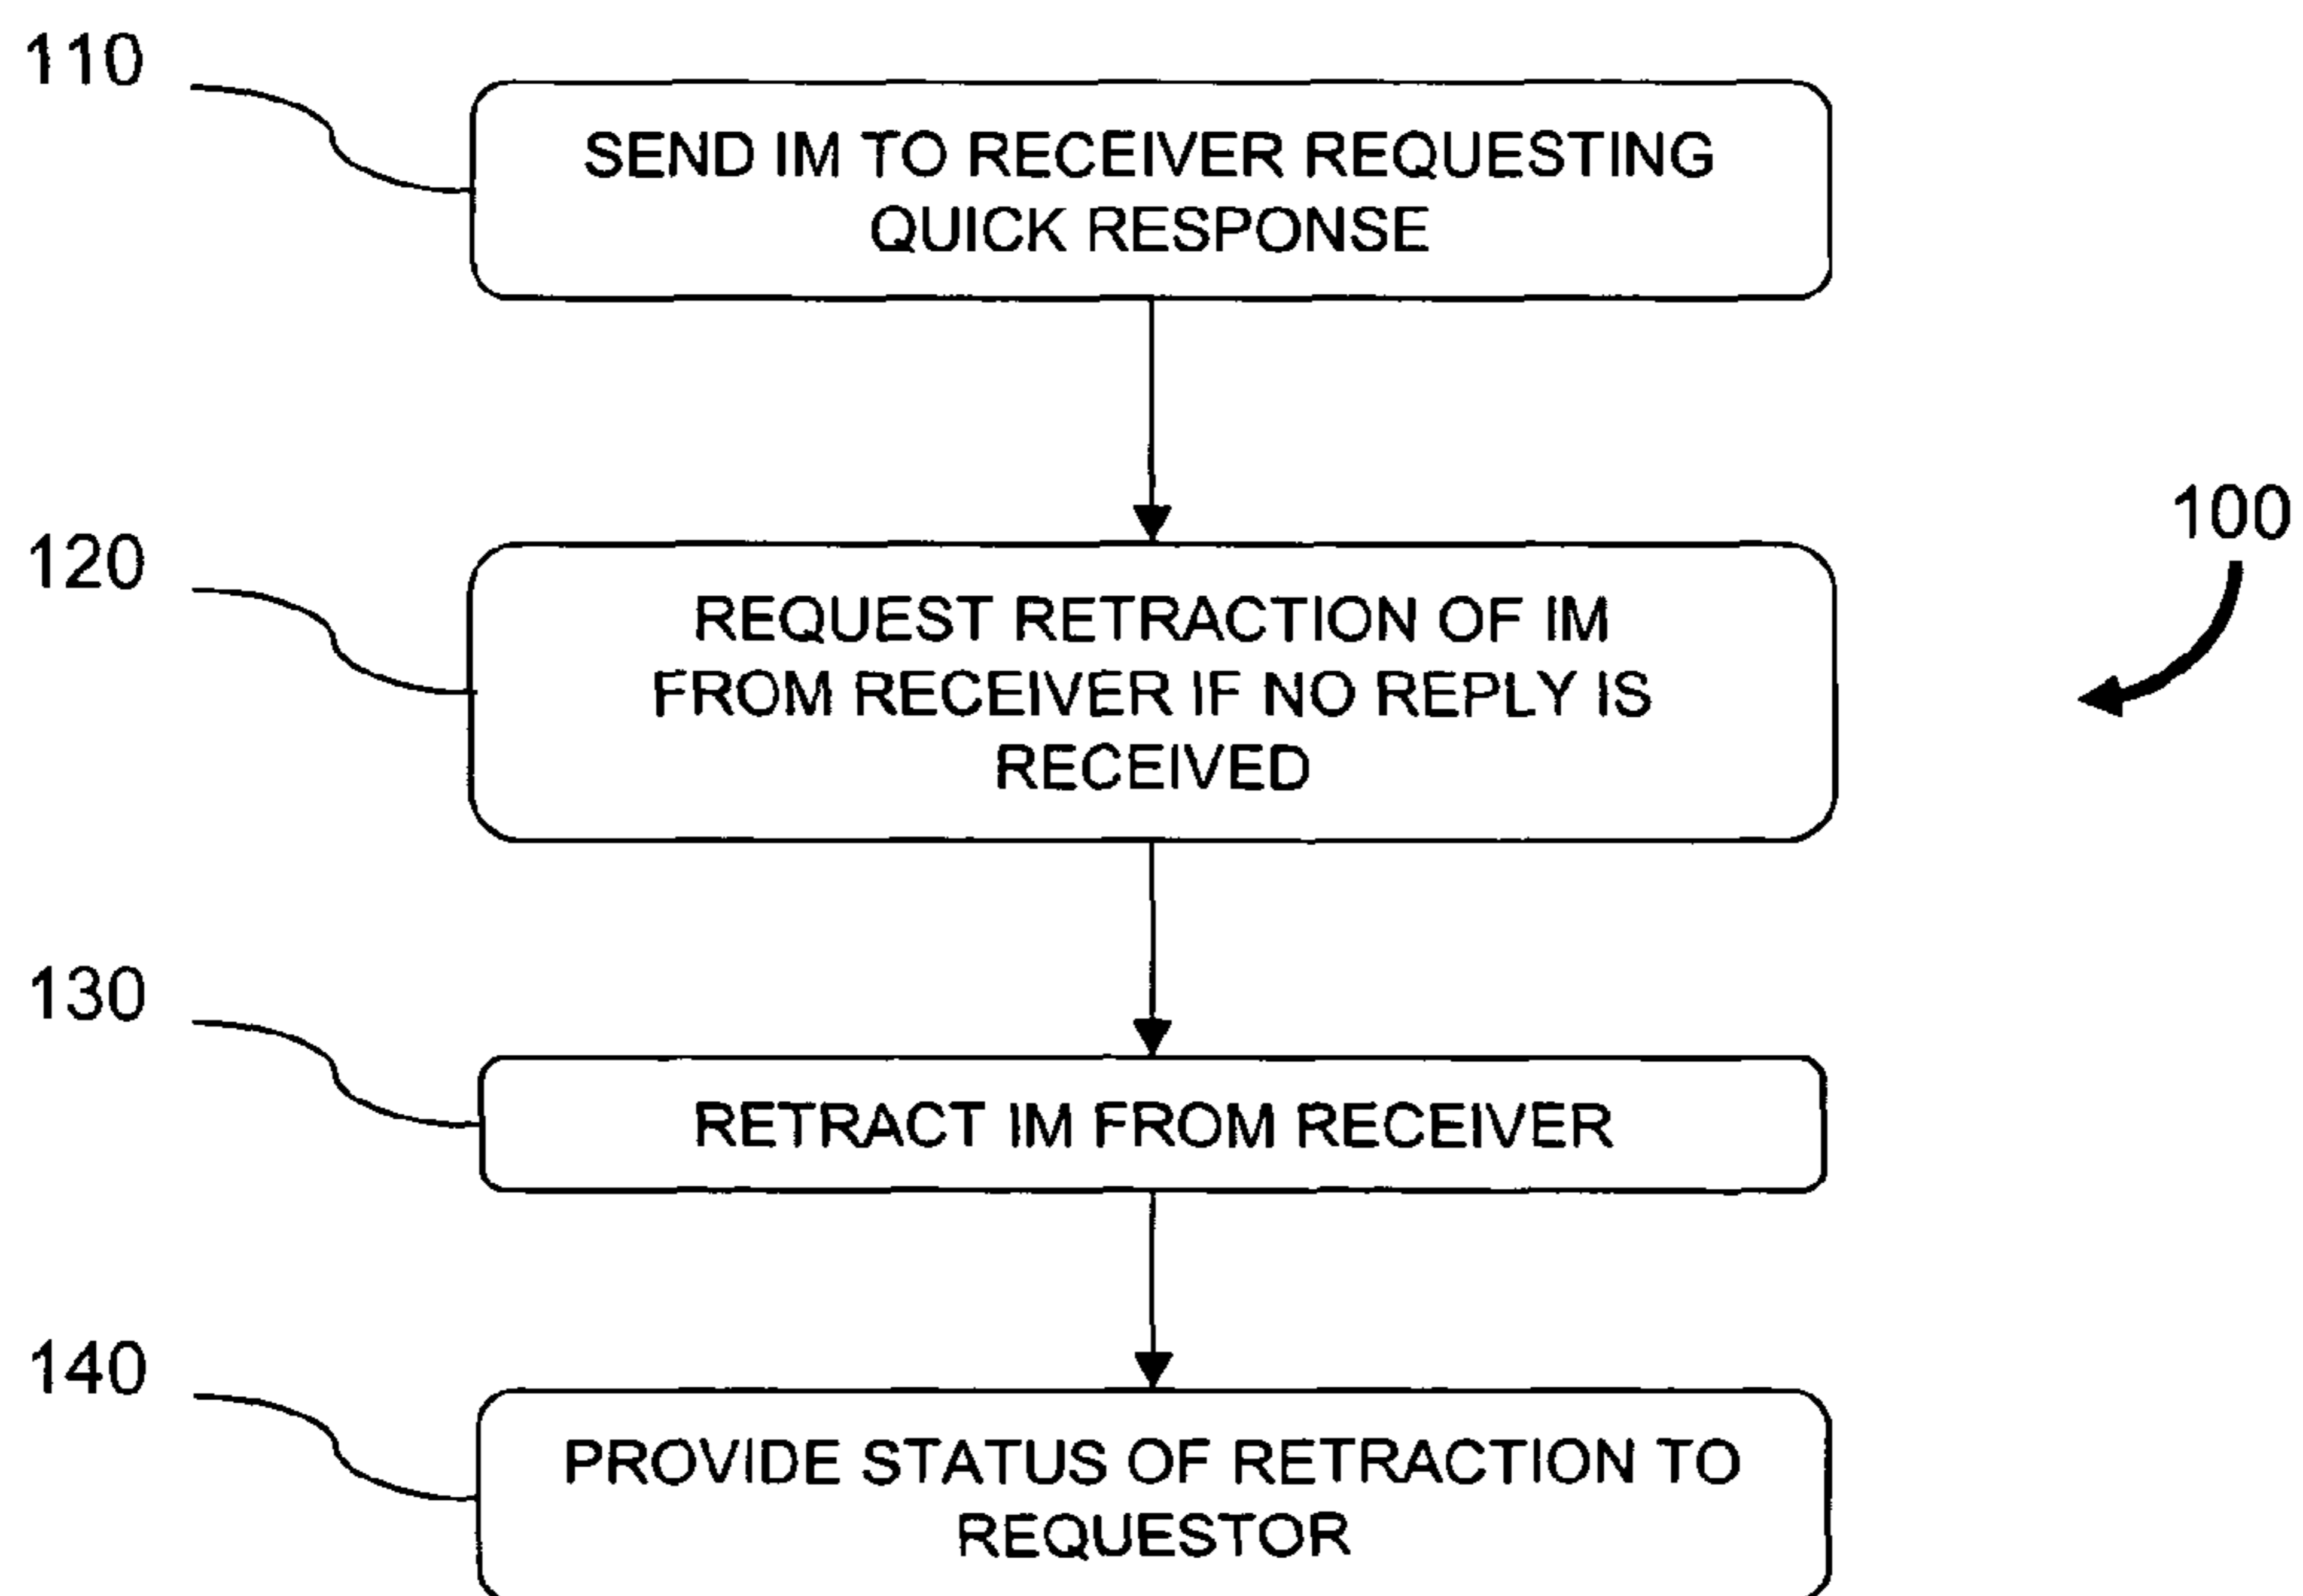 110
SEND IM TO RECEIVER REQUESTING
QUICK RESPONSE
120
REQUEST RETRACTION OF IM
FROM RECEIVER IF NO REPLY IS
RECEIVED
100
130
RETRACT IM FROM RECEIVER
140
PROVIDE STATUS OF RETRACTION TO
REQUESTOR